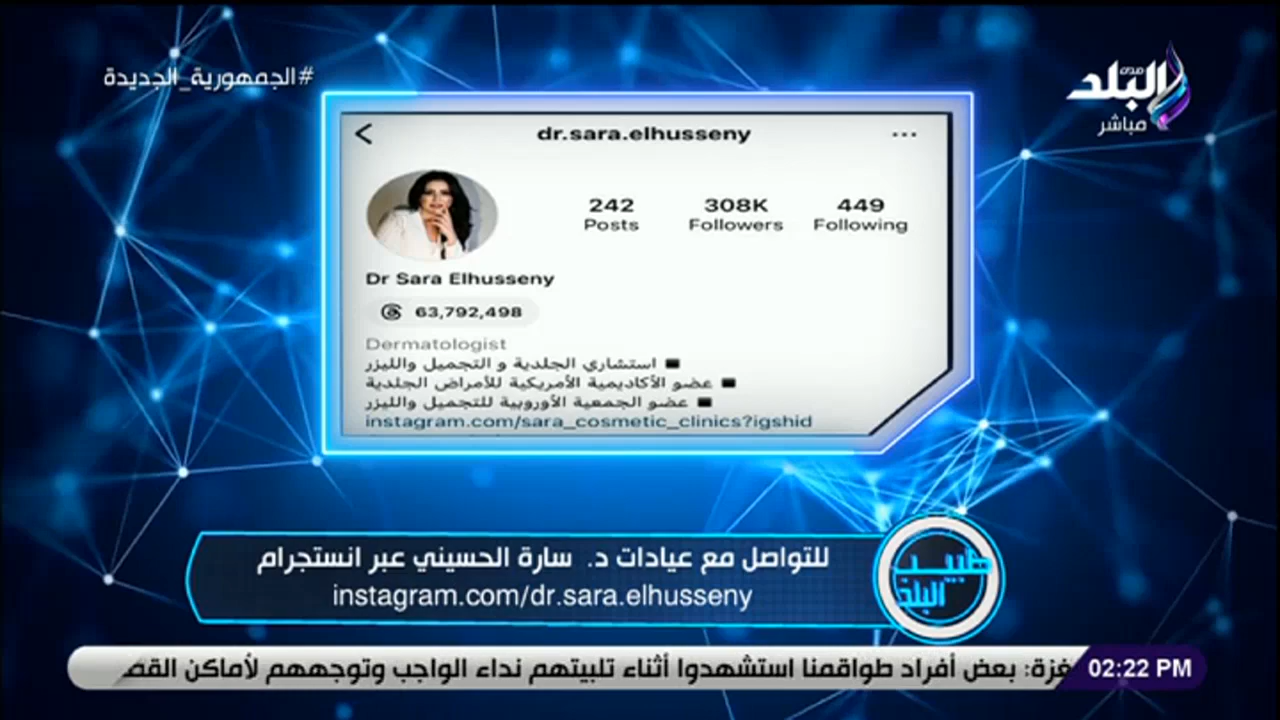 #الجمهورية_الجديدة
صدى البلد
مباشر
dr.sara.elhusseny
242 308K 449
Posts Followers Following
Dr Sara Elhusseny
63,792,498
Dermatologist
استشاري الجلدية و التجميل والليزر
عضو الأكاديمية الأمريكية للأمراض الجلدية
عضو الجمعية الأوروبية للتجميل والليزر
instagram.com/sara_cosmetic_clinics?igshid
للتواصل مع عيادات د. سارة الحسيني عبر انستجرام
instagram.com/dr.sara.elhusseny
طبيب
البلد
غزة: بعض أفراد طواقمنا استشهدوا أثناء تلبيتهم نداء الواجب وتوجههم لأماكن
02:22 PM